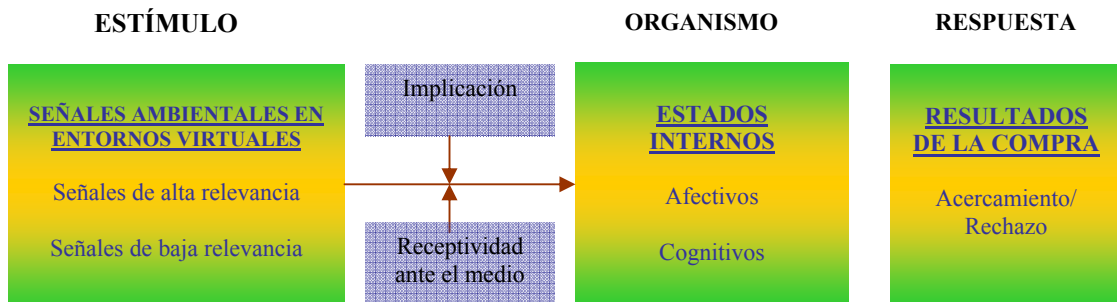 ESTÍMULO
ORGANISMO
RESPUESTA
SEÑALES AMBIENTALES EN
ENTORNOS VIRTUALES
Señales de alta relevancia
Señales de baja relevancia
Implicación
Receptividad
ante el medio
ESTADOS
INTERNOS
Afectivos
Cognitivos
RESULTADOS
DE LA COMPRA
Acercamiento/
Rechazo